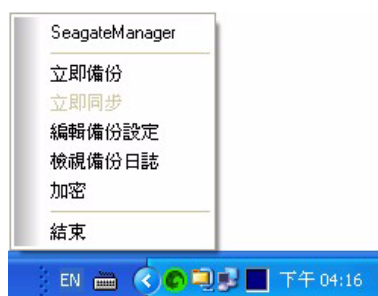 SeagateManager
立即備份
立即同步
編輯備份設定
檢視備份日誌
加密
結束
EN 下午 04:16